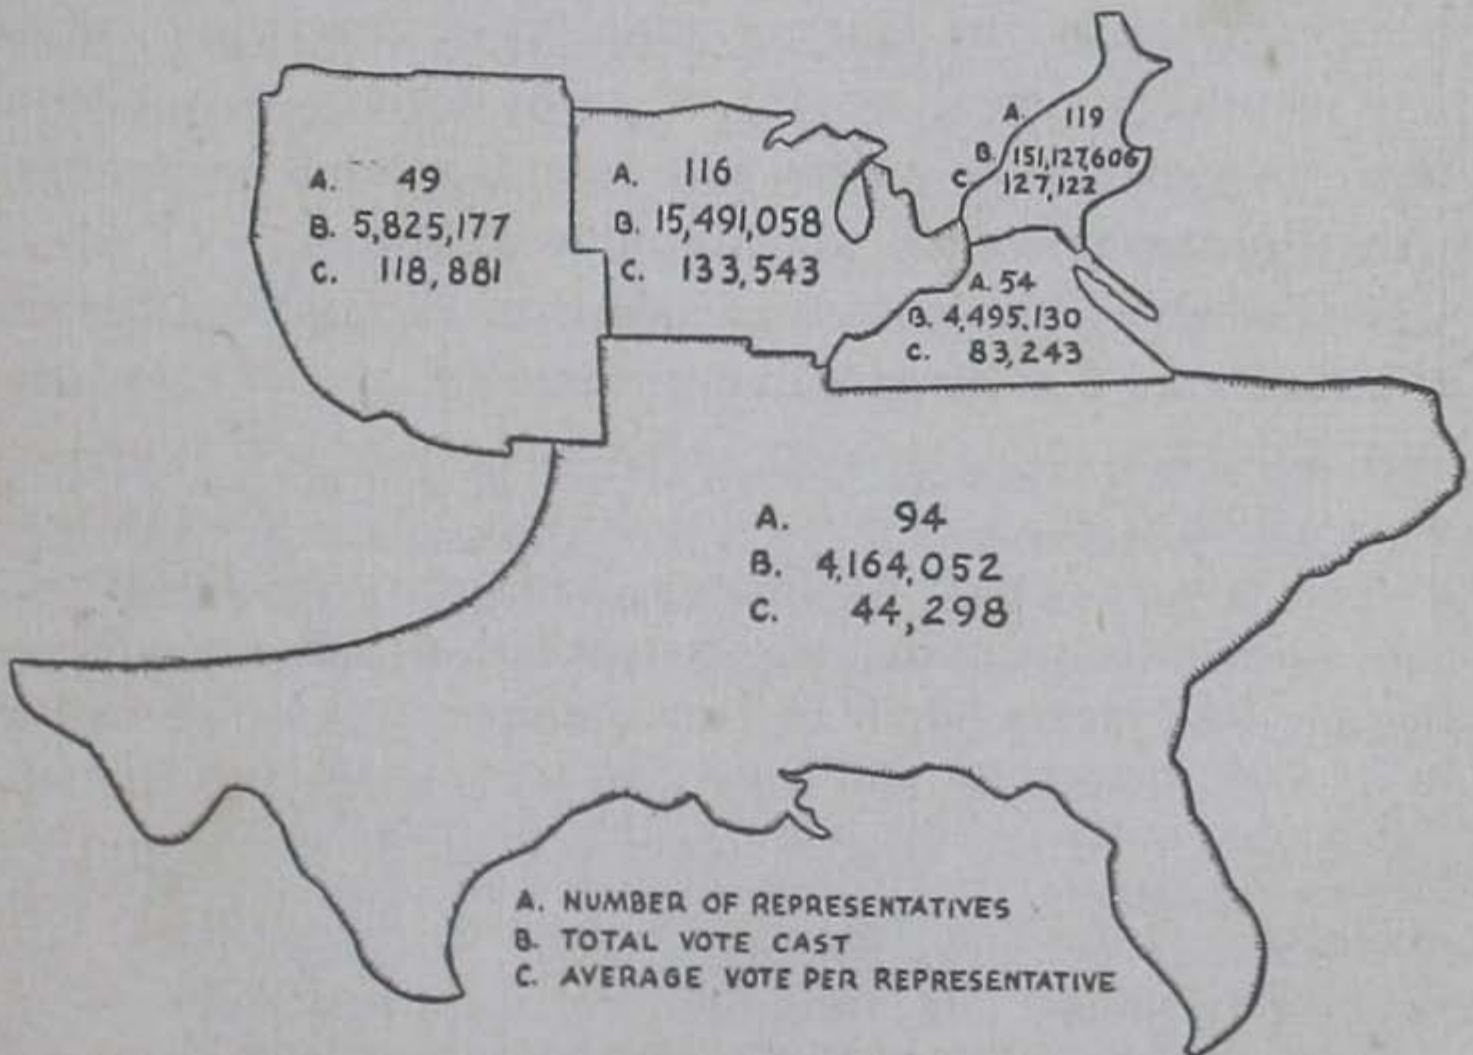 A. 49
B. 5,825,177
C. 118,881
A. 116
B. 15,491,058
C. 133,543
A. 119
B. 151,127,606
C 127,122
A. 54
B. 4,495,130
C. 83,243
A. 94
B. 4,164,052
C. 44,298
A. NUMBER OF REPRESENTATIVES
B. TOTAL VOTE CAST
C. AVERAGE VOTE PER REPRESENTATIVE